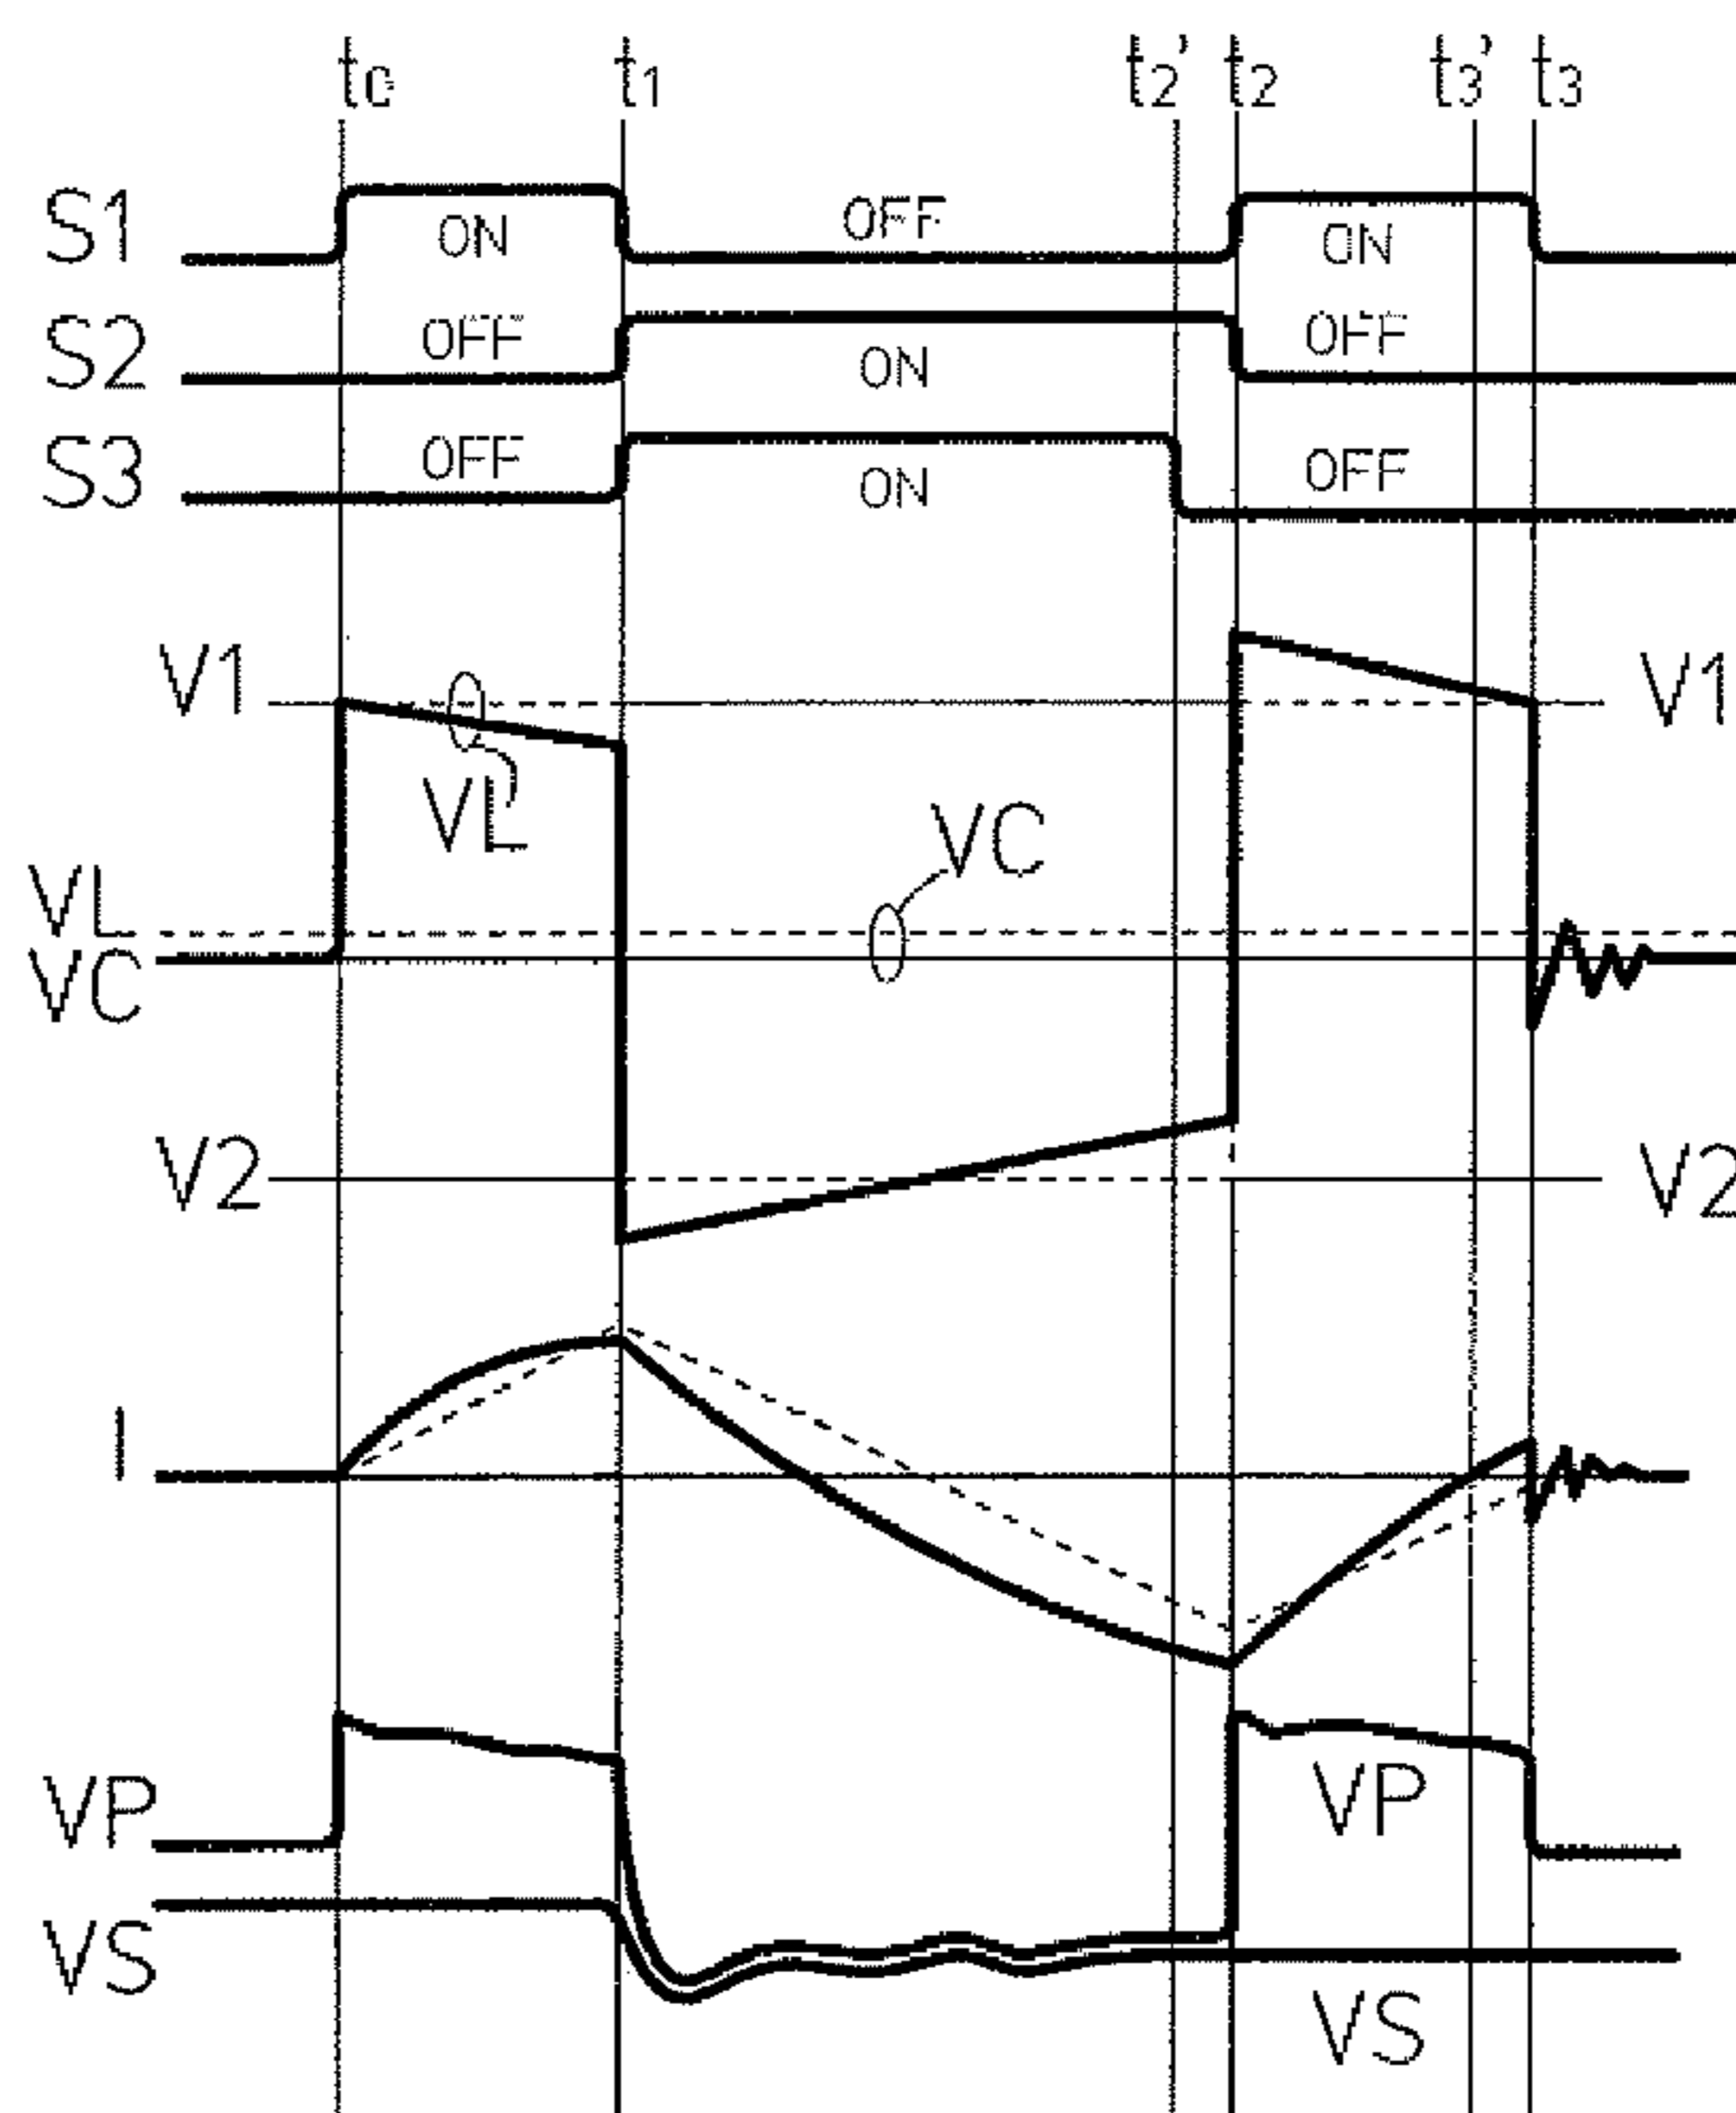 t0 t1 t2' t2 t3' t3
S1 ON OFF ON
S2 OFF ON OFF
S3 OFF ON OFF
V1 V1
VL
VC
VL
VC
V2 V2
I
VP VP
VS
VS